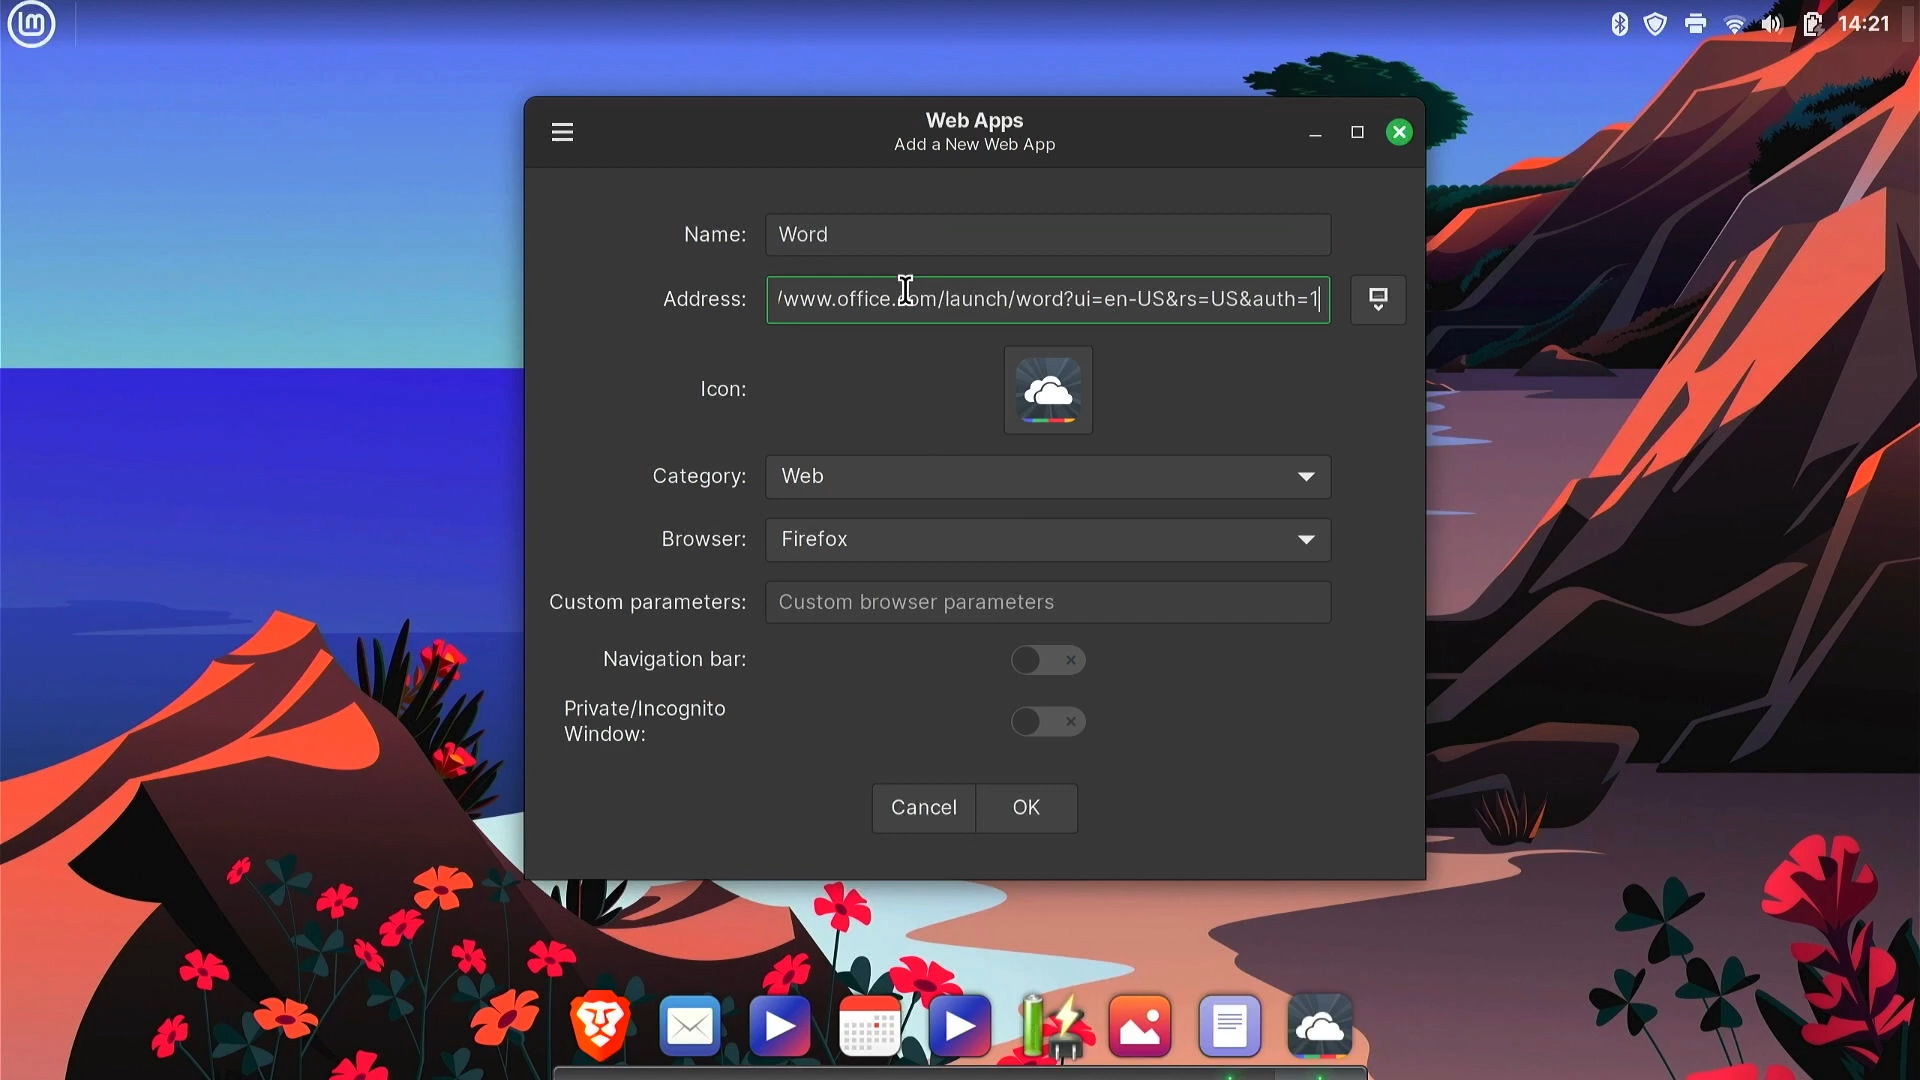 14:21
Web Apps
Add a New Web App
Name: Word
Address: /www.office.com/launch/word?ui=en-US&rs=US&auth=1
Icon:
Category: Web
Browser: Firefox
Custom parameters: Custom browser parameters
Navigation bar:
Private/Incognito
Window:
Cancel OK